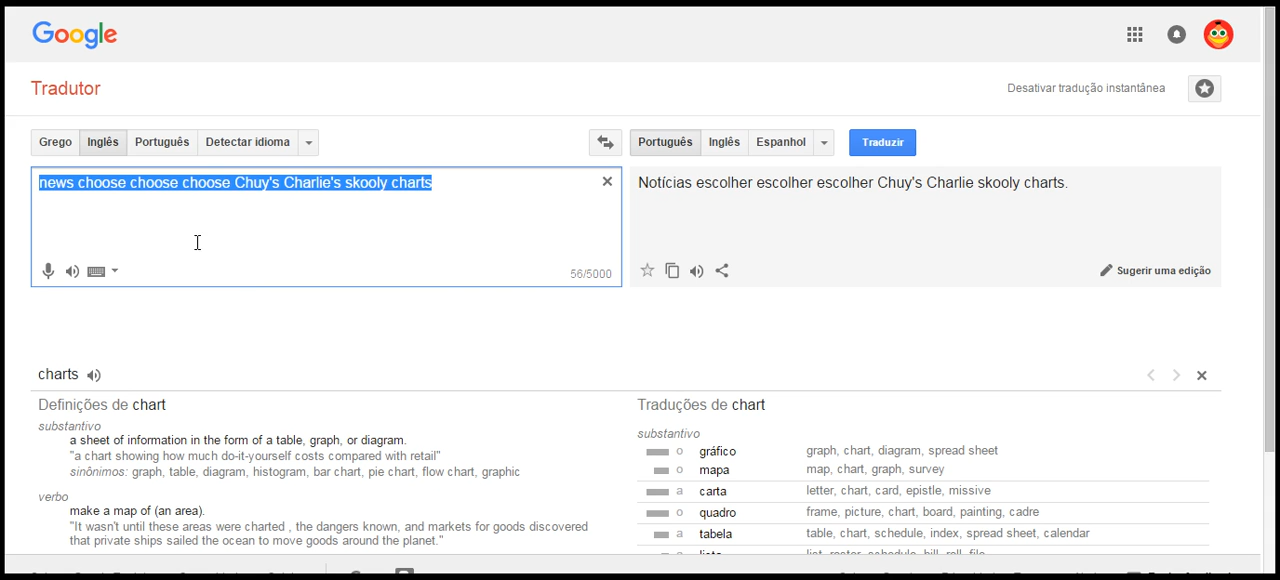 Google
Tradutor
Desativar tradução instantânea
Grego Inglês Português Detectar idioma
Português Inglês Espanhol Traduzir
news choose choose choose Chuy's Charlie's skooly charts
Notícias escolher escolher escolher Chuy's Charlie skooly charts.
56/5000
Sugerir uma edição
charts
Definições de chart
substantivo
a sheet of information in the form of a table, graph, or diagram.
"a chart showing how much do-it-yourself costs compared with retail"
sinônimos: graph, table, diagram, histogram, bar chart, pie chart, flow chart, graphic
verbo
make a map of (an area).
"It wasn't until these areas were charted , the dangers known, and markets for goods discovered
that private ships sailed the ocean to move goods around the planet."
Traduções de chart
substantivo
o gráfico graph, chart, diagram, spread sheet
o mapa map, chart, graph, survey
a carta letter, chart, card, epistle, missive
o quadro frame, picture, chart, board, painting, cadre
a tabela table, chart, schedule, index, spread sheet, calendar